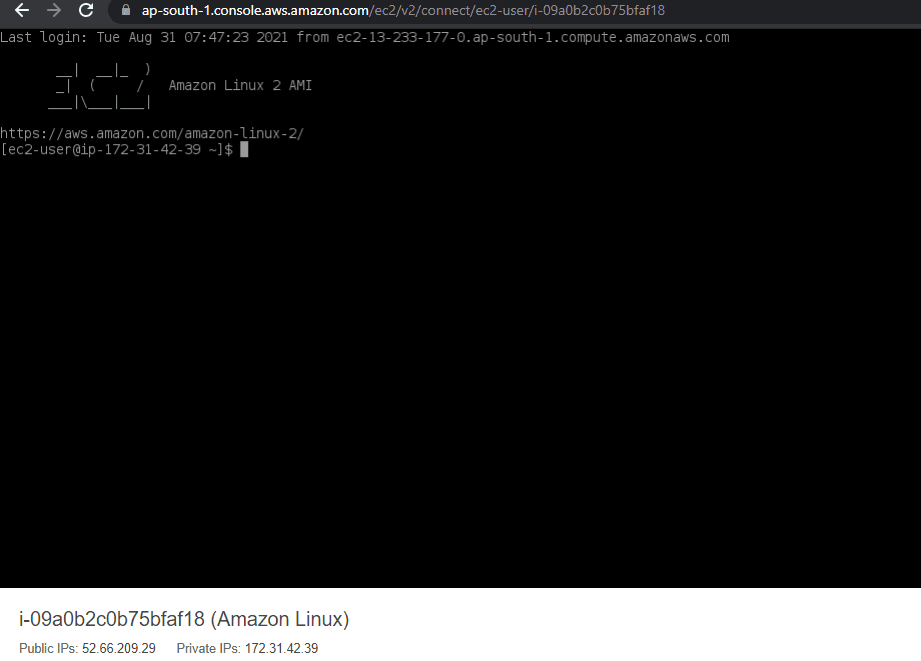 ap-south-1.console.aws.amazon.com/ec2/v2/connect/ec2-user/i-09a0b2c0b75bfaf18
Last login: Tue Aug 31 07:47:23 2021 from ec2-13-233-177-0.ap-south-1.compute.amazonaws.com
       __|  __|_  )
       _|  (     /   Amazon Linux 2 AMI
      ___|\___|___|
https://aws.amazon.com/amazon-linux-2/
[ec2-user@ip-172-31-42-39 ~]$
i-09a0b2c0b75bfaf18 (Amazon Linux)
Public IPs: 52.66.209.29 Private IPs: 172.31.42.39